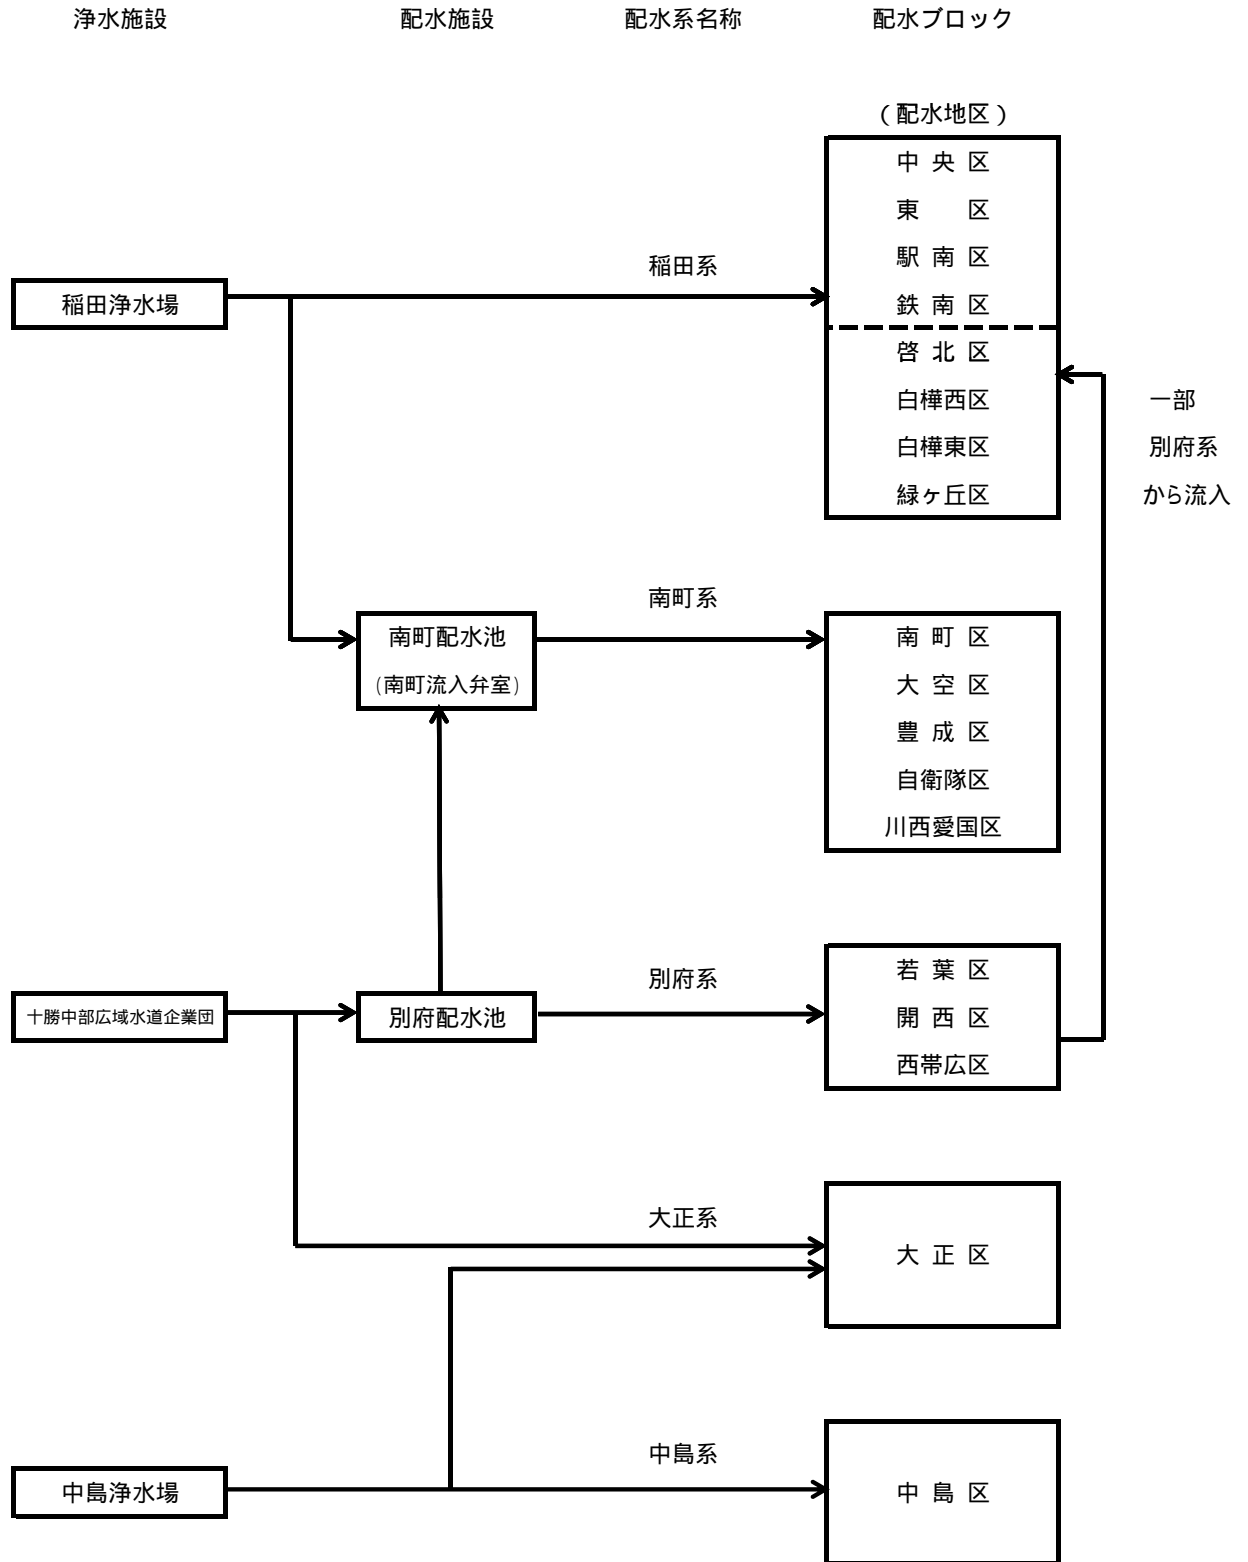 浄水施設 配水施設 配水系名称 配水ブロック
（配水地区）
中央区
東 区
駅南区
稲田系
稲田浄水場
鉄南区
啓北区
白樺西区
白樺東区
緑ヶ丘区
一部
別府系
から流入
南町系
南町配水池
(南町流入弁室)
南町区
大空区
豊成区
自衛隊区
川西愛国区
別府系
十勝中部広域水道企業団
別府配水池
若葉区
開西区
西帯広区
大正系
大正区
中島系
中島浄水場
中島区